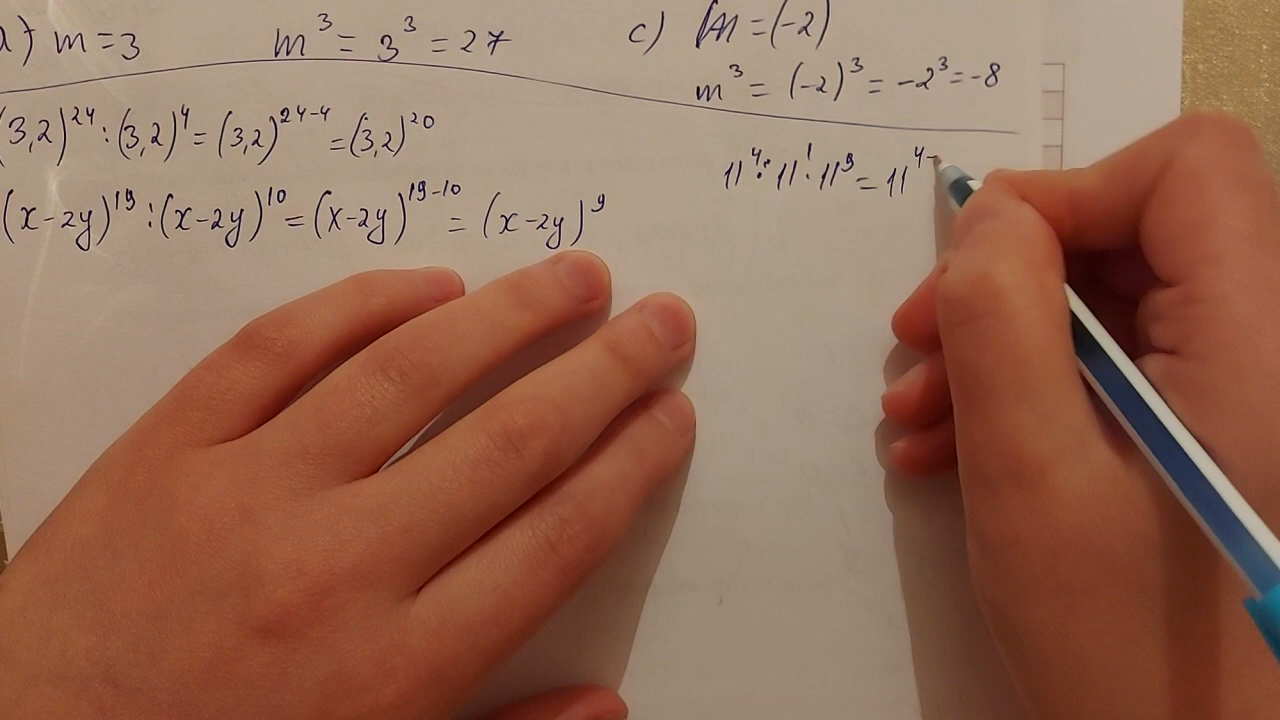 a) m = 3   m³ = 3³ = 27
c) m = (-2)
m³ = (-2)³ = -2³ = -8
(3,2)²⁴ : (3,2)⁴ = (3,2)²⁴⁻⁴ = (3,2)²⁰
(x-2y)¹⁹ : (x-2y)¹⁰ = (x-2y)¹⁹⁻¹⁰ = (x-2y)⁹
11⁴ : 11¹ · 11⁹ = 11⁴⁻